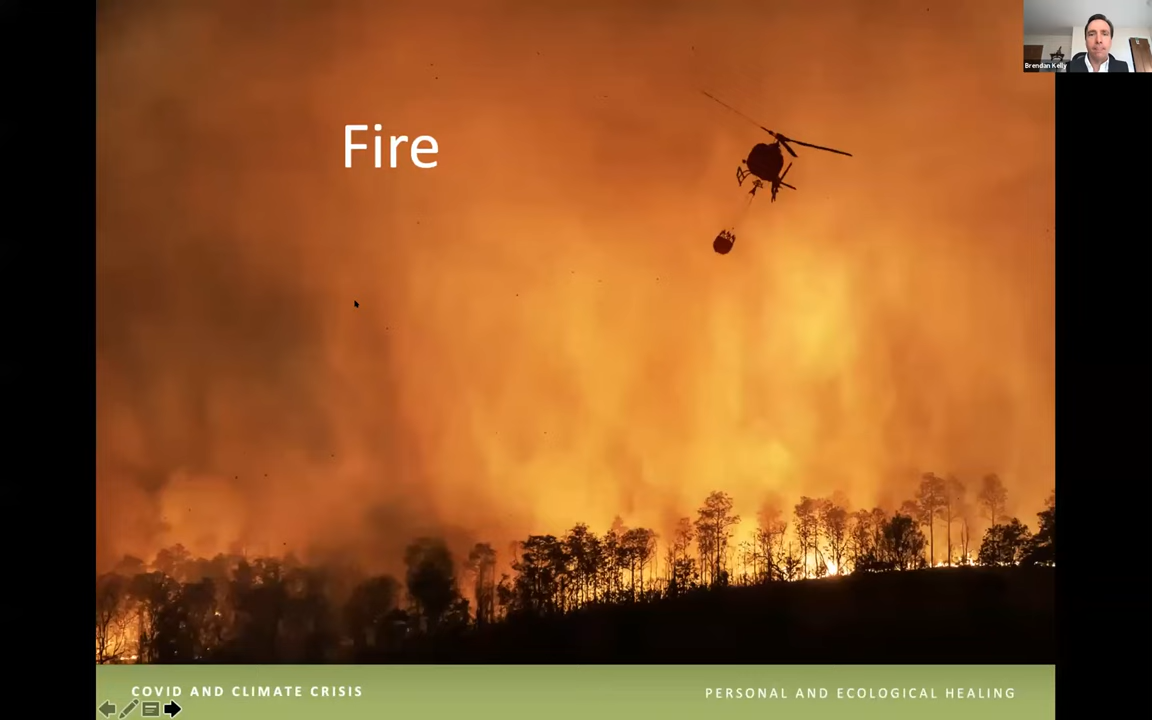 Brendan Kelly
Fire
COVID AND CLIMATE CRISIS
PERSONAL AND ECOLOGICAL HEALING